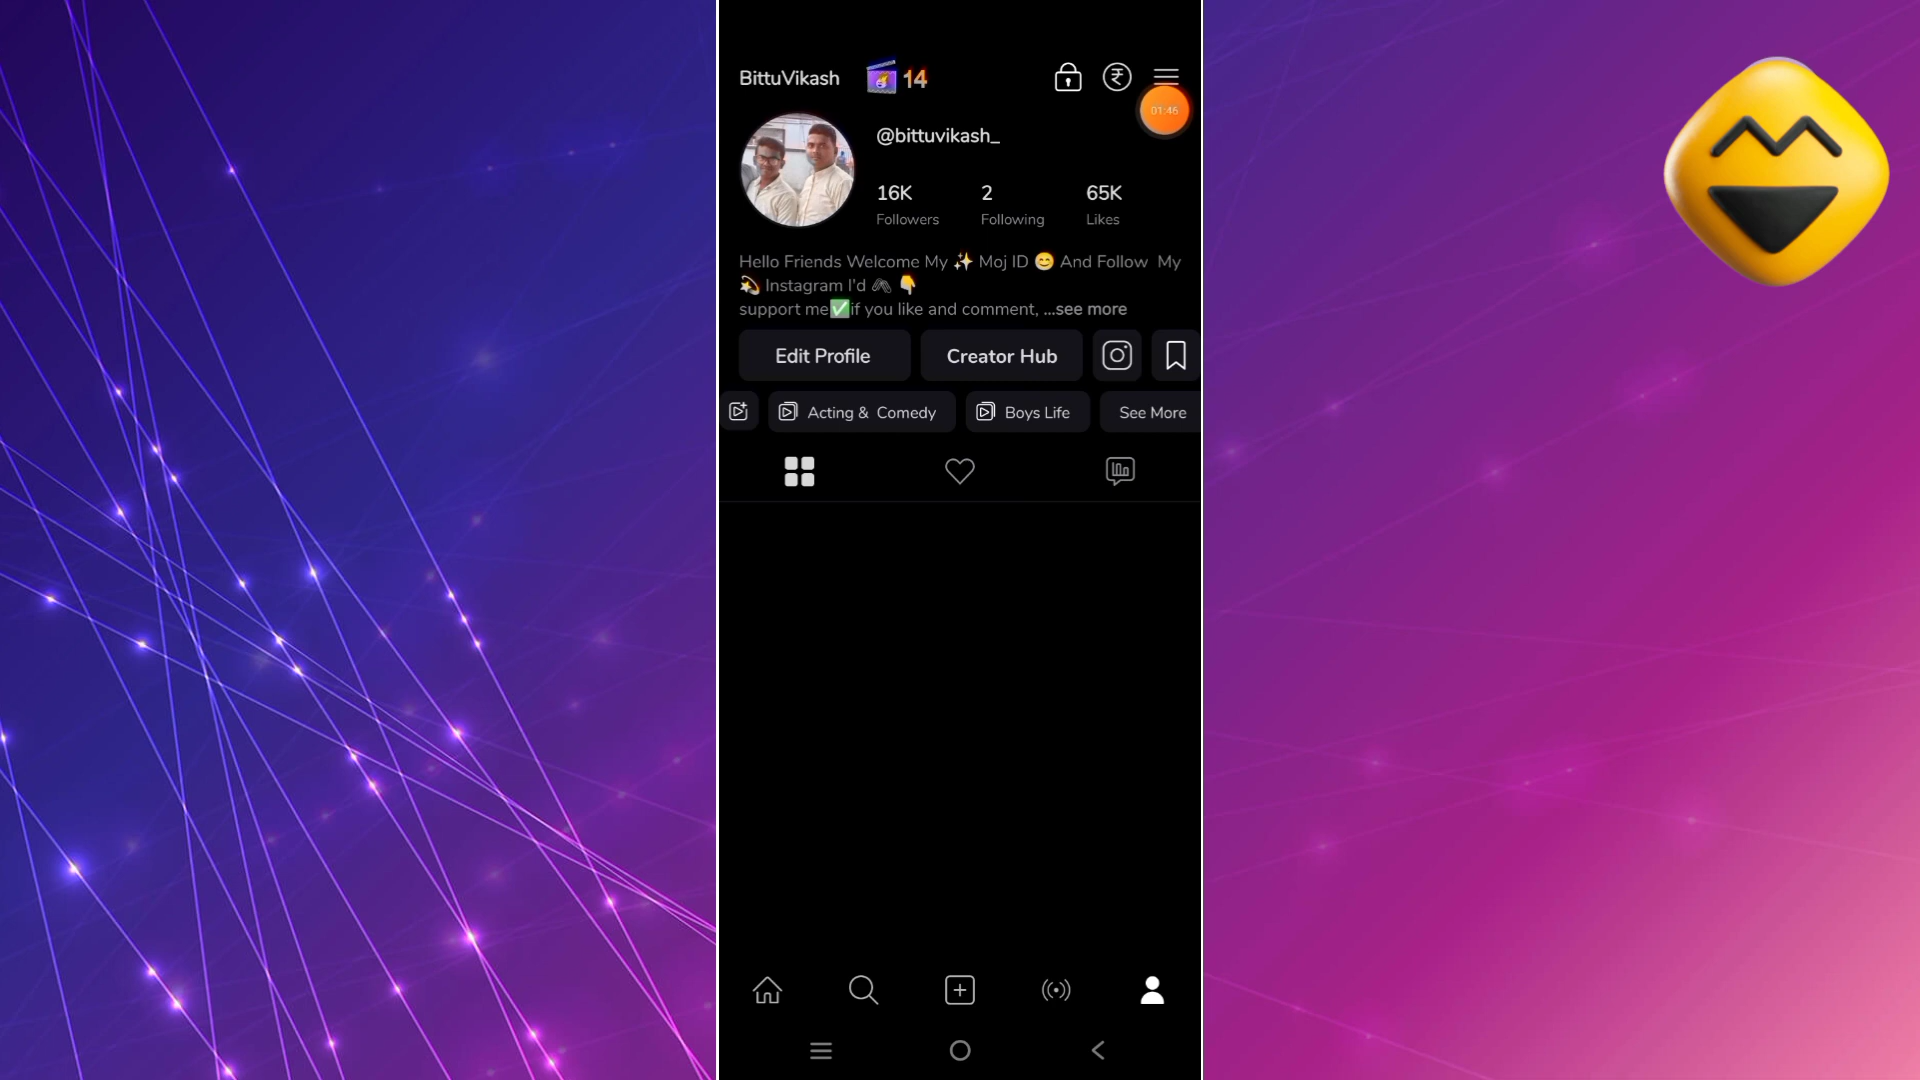 BittuVikash 14
01:46
@bittuvikash_
16K 2 65K
Followers Following Likes
Hello Friends Welcome My ✨ Moj ID 😊 And Follow My
💫 Instagram I'd 🖇 👇
support me✅if you like and comment, ...see more
Edit Profile Creator Hub
Acting & Comedy Boys Life See More